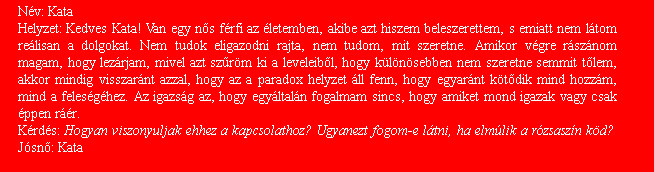 Név: Kata
Helyzet: Kedves Kata! Van egy nős férfi az életemben, akibe azt hiszem beleszerettem, s emiatt nem látom
reálisan a dolgokat. Nem tudok eligazodni rajta, nem tudom, mit szeretne. Amikor végre rászánom
magam, hogy lezárjam, mivel azt szűröm ki a leveleiből, hogy különösebben nem szeretne semmit tőlem,
akkor mindig visszaránt azzal, hogy az a paradox helyzet áll fenn, hogy egyaránt kötődik mind hozzám,
mind a feleségéhez. Az igazság az, hogy egyáltalán fogalmam sincs, hogy amiket mond igazak vagy csak
éppen ráér.
Kérdés: Hogyan viszonyuljak ehhez a kapcsolathoz? Ugyanezt fogom-e látni, ha elmúlik a rózsaszín köd?
Jósnő: Kata